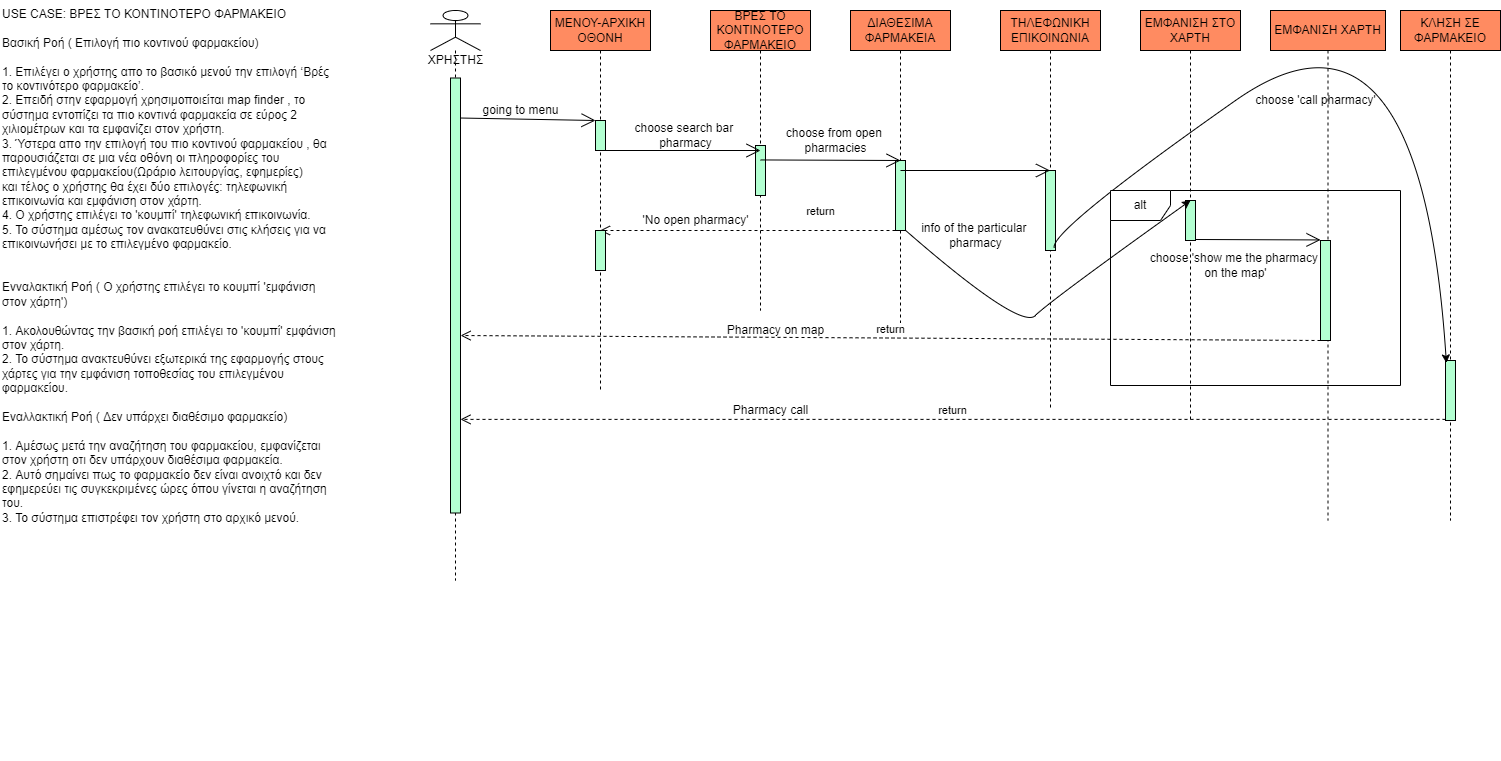 USE CASE: ΒΡΕΣ ΤΟ ΚΟΝΤΙΝΟΤΕΡΟ ΦΑΡΜΑΚΕΙΟ
Βασική Ροή ( Επιλογή πιο κοντινού φαρμακείου)
1. Επιλέγει ο χρήστης απο το βασικό μενού την επιλογή 'Βρές
το κοντινότερο φαρμακείο'.
2. Επειδή στην εφαρμογή χρησιμοποιείται map finder , το
σύστημα εντοπίζει τα πιο κοντινά φαρμακεία σε εύρος 2
χιλιομέτρων και τα εμφανίζει στον χρήστη.
3. Ύστερα απο την επιλογή του πιο κοντινού φαρμακείου , θα
παρουσιάζεται σε μια νέα οθόνη οι πληροφορίες του
επιλεγμένου φαρμακείου(Ωράριο λειτουργίας, εφημερίες)
και τέλος ο χρήστης θα έχει δύο επιλογές: τηλεφωνική
επικοινωνία και εμφάνιση στον χάρτη.
4. Ο χρήστης επιλέγει το 'κουμπί' τηλεφωνική επικοινωνία.
5. Το σύστημα αμέσως τον ανακατευθύνει στις κλήσεις για να
επικοινωνήσει με το επιλεγμένο φαρμακείο.
Ενναλακτική Ροή ( Ο χρήστης επιλέγει το κουμπί 'εμφάνιση
στον χάρτη')
1. Ακολουθώντας την βασική ροή επιλέγει το 'κουμπί' εμφάνιση
στον χάρτη.
2. Το σύστημα ανακτευθύνει εξωτερικά της εφαρμογής στους
χάρτες για την εμφάνιση τοποθεσίας του επιλεγμένου
φαρμακείου.
Εναλλακτική Ροή ( Δεν υπάρχει διαθέσιμο φαρμακείο)
1. Αμέσως μετά την αναζήτηση του φαρμακείου, εμφανίζεται
στον χρήστη οτι δεν υπάρχουν διαθέσιμα φαρμακεία.
2. Αυτό σημαίνει πως το φαρμακείο δεν είναι ανοιχτό και δεν
εφημερεύει τις συγκεκριμένες ώρες όπου γίνεται η αναζήτηση
του.
3. Το σύστημα επιστρέφει τον χρήστη στο αρχικό μενού.
ΧΡΗΣΤΗΣ
ΜΕΝΟΥ-ΑΡΧΙΚΗ
ΟΘΟΝΗ
ΒΡΕΣ ΤΟ
ΚΟΝΤΙΝΟΤΕΡΟ
ΦΑΡΜΑΚΕΙΟ
ΔΙΑΘΕΣΙΜΑ
ΦΑΡΜΑΚΕΙΑ
ΤΗΛΕΦΩΝΙΚΗ
ΕΠΙΚΟΙΝΩΝΙΑ
ΕΜΦΑΝΙΣΗ ΣΤΟ
ΧΑΡΤΗ
ΕΜΦΑΝΙΣΗ ΧΑΡΤΗ
ΚΛΗΣΗ ΣΕ
ΦΑΡΜΑΚΕΙΟ
going to menu
choose search bar
pharmacy
choose from open
pharmacies
choose 'call pharmacy'
alt
'No open pharmacy'
return
info of the particular
pharmacy
choose 'show me the pharmacy
on the map'
Pharmacy on map
return
Pharmacy call
return